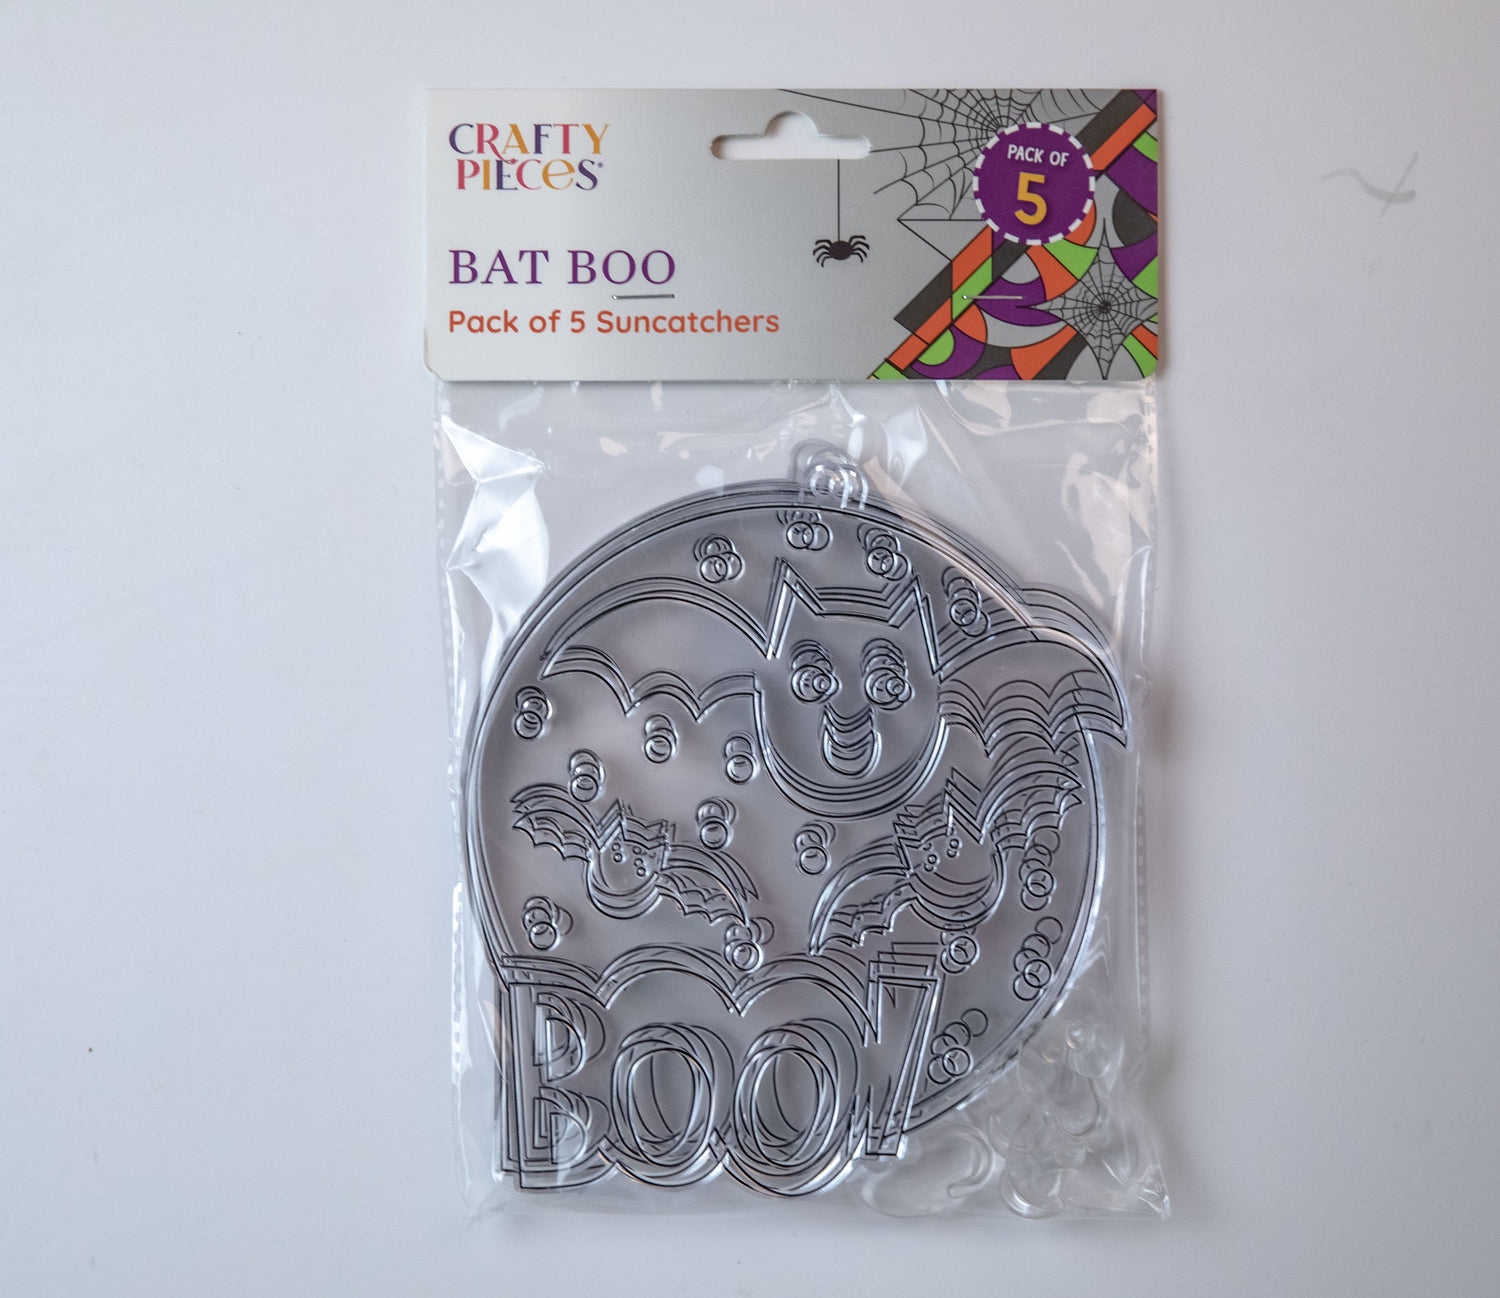 CRAFTY
PIECES®
PACK OF
5
BAT BOO
Pack of 5 Suncatchers
BOO!